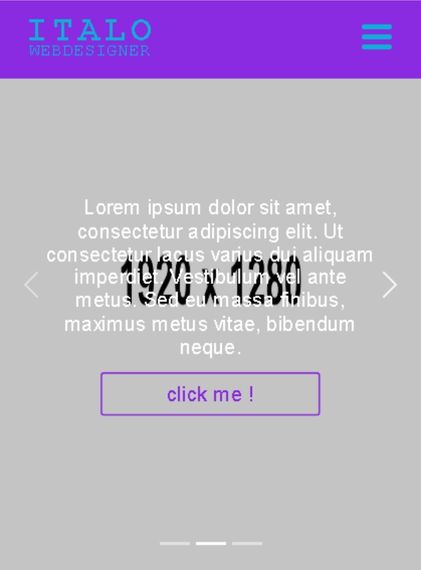 ITALO
WEBDESIGNER
Lorem ipsum dolor sit amet,
consectetur adipiscing elit. Ut
consectetur lacus varius dui aliquam
imperdiet. Vestibulum vel ante
1920 x 1280
metus. Sed eu massa finibus,
maximus metus vitae, bibendum
neque.
click me !